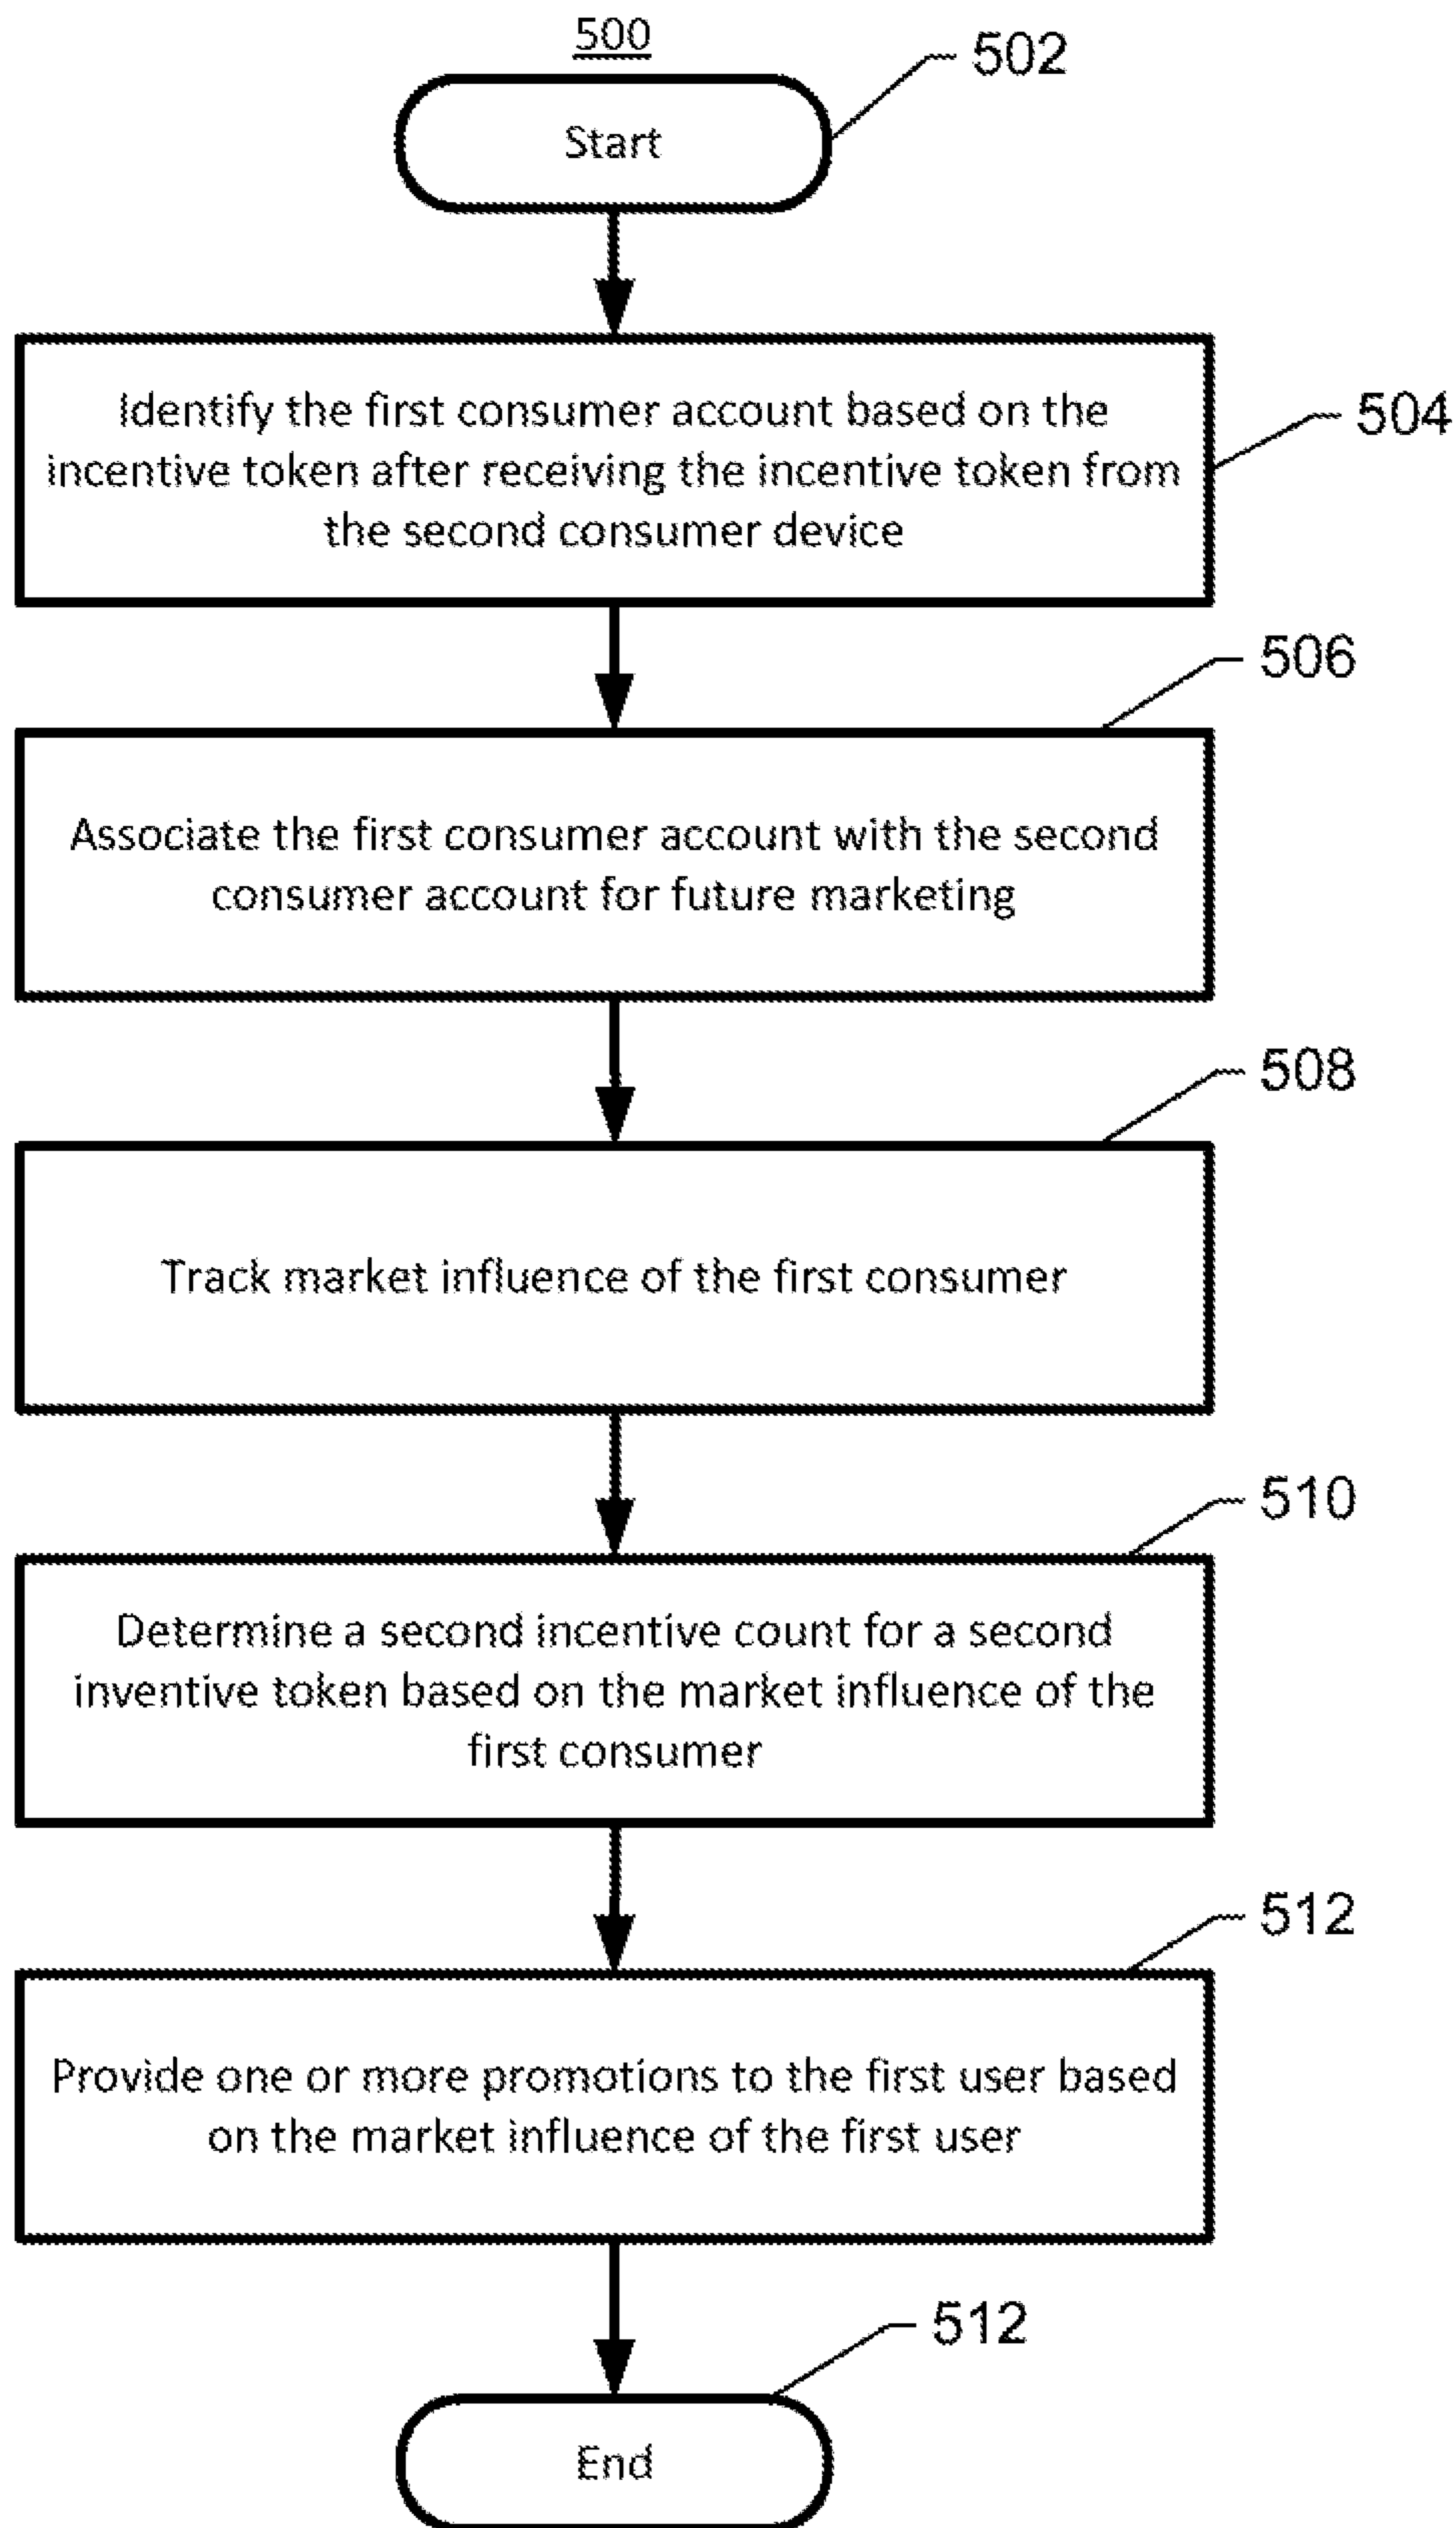 500
502
Start
Identify the first consumer account based on the
incentive token after receiving the incentive token from
the second consumer device
504
506
Associate the first consumer account with the second
consumer account for future marketing
508
Track market influence of the first consumer
510
Determine a second incentive count for a second
inventive token based on the market influence of the
first consumer
512
Provide one or more promotions to the first user based
on the market influence of the first user
512
End